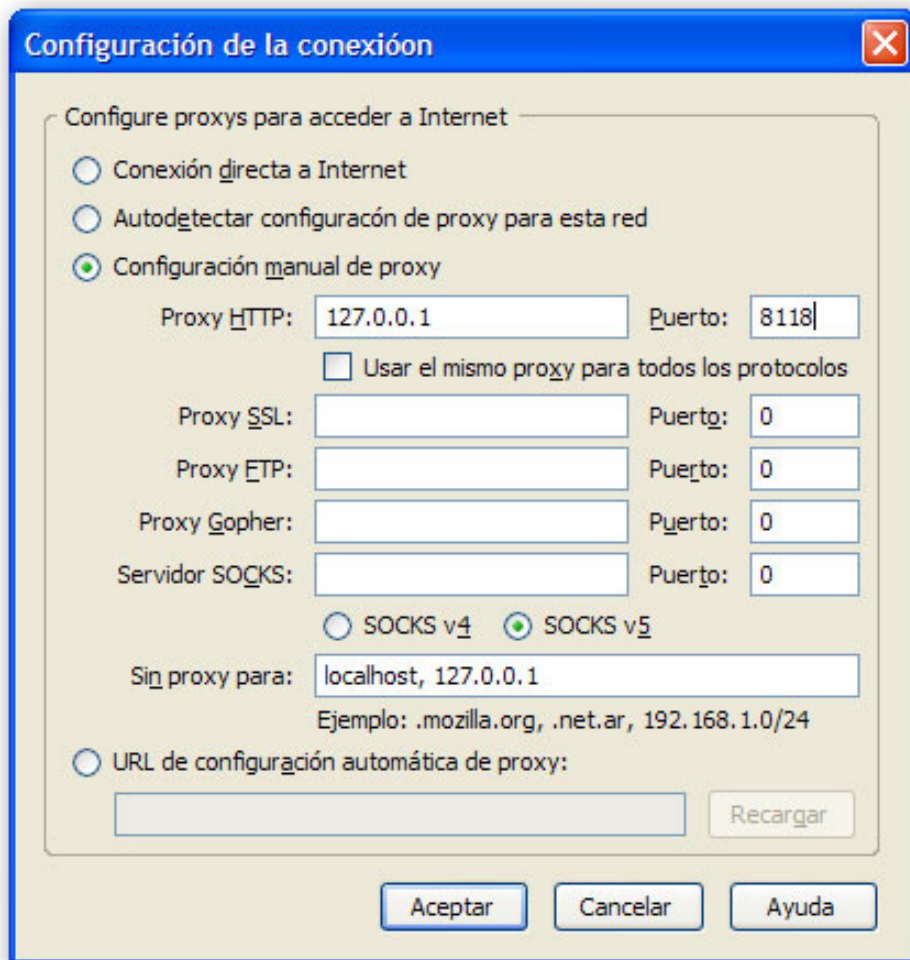 Configuración de la conexióon
Configure proxys para acceder a Internet
Conexión directa a Internet
Autodetectar configuracón de proxy para esta red
Configuración manual de proxy
Proxy HTTP: 127.0.0.1 Puerto: 8118
Usar el mismo proxy para todos los protocolos
Proxy SSL: Puerto: 0
Proxy FTP: Puerto: 0
Proxy Gopher: Puerto: 0
Servidor SOCKS: Puerto: 0
SOCKS v4 SOCKS v5
Sin proxy para: localhost, 127.0.0.1
Ejemplo: .mozilla.org, .net.ar, 192.168.1.0/24
URL de configuración automática de proxy:
Recargar
Aceptar Cancelar Ayuda